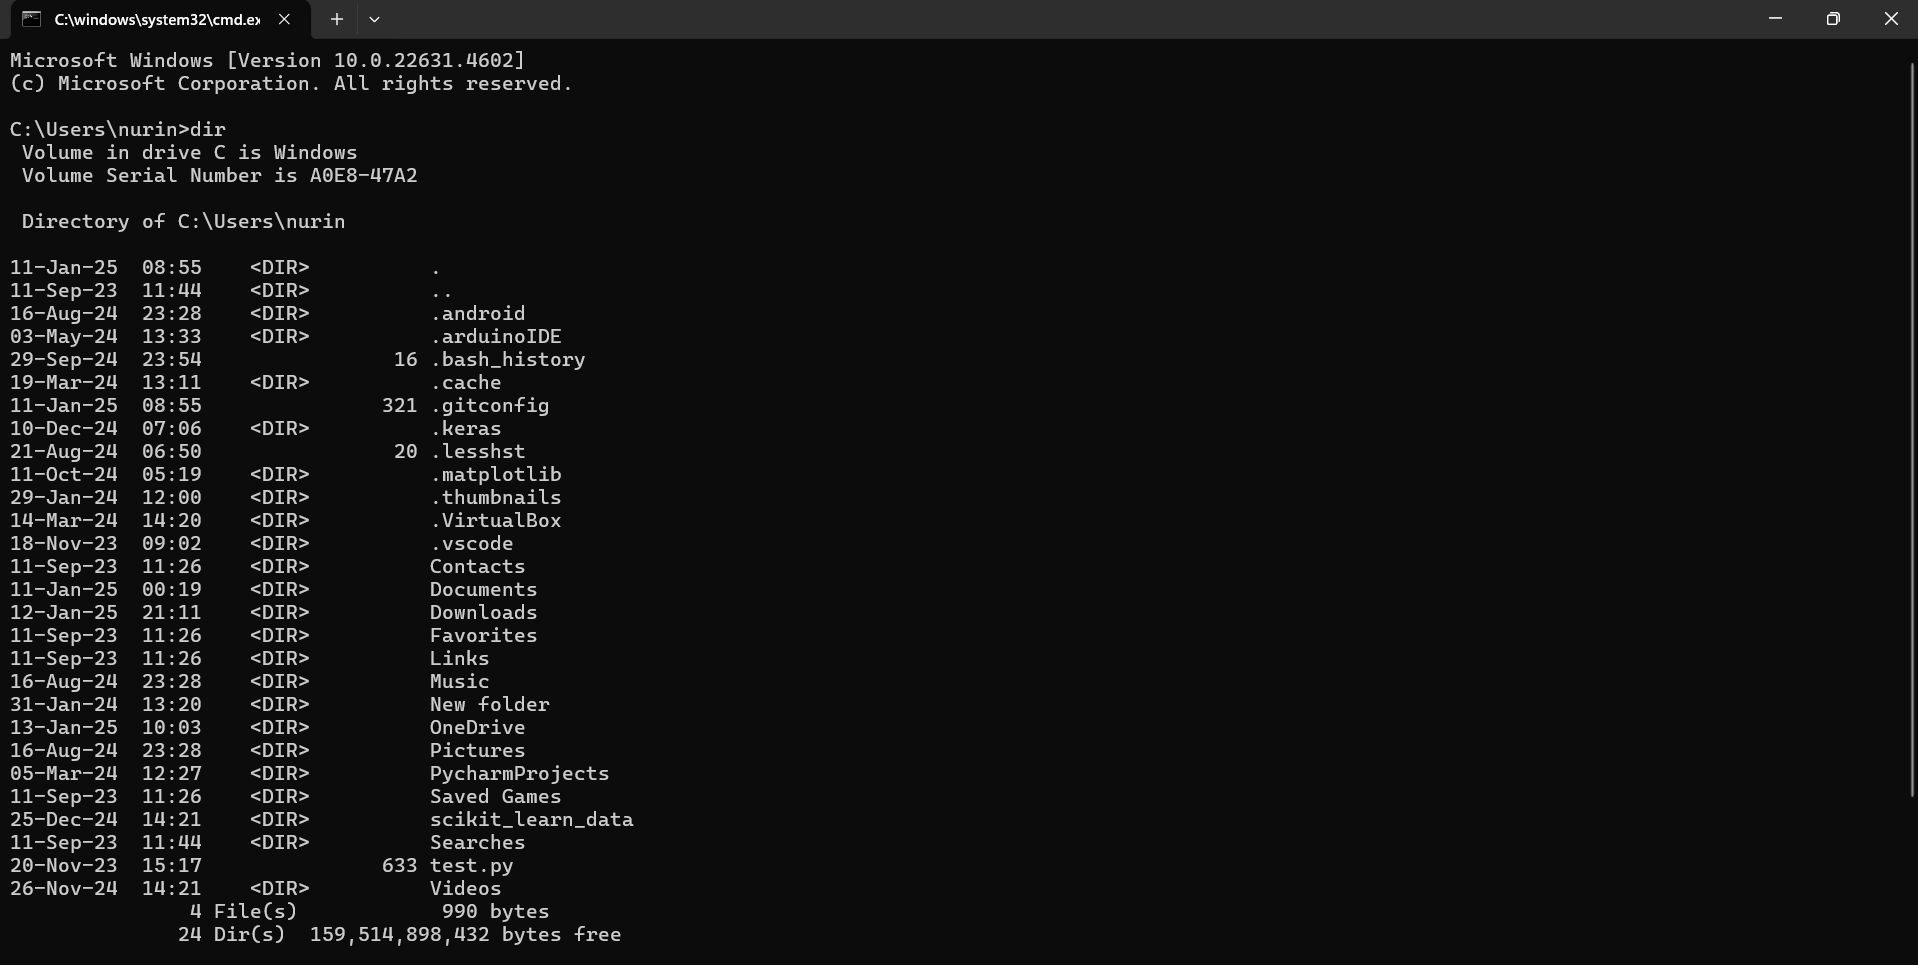 C:\windows\system32\cmd.ex
Microsoft Windows [Version 10.0.22631.4602]
(c) Microsoft Corporation. All rights reserved.
C:\Users\nurin>dir
 Volume in drive C is Windows
 Volume Serial Number is A0E8-47A2
 Directory of C:\Users\nurin
11-Jan-25  08:55    <DIR>          .
11-Sep-23  11:44    <DIR>          ..
16-Aug-24  23:28    <DIR>          .android
03-May-24  13:33    <DIR>          .arduinoIDE
29-Sep-24  23:54                16 .bash_history
19-Mar-24  13:11    <DIR>          .cache
11-Jan-25  08:55               321 .gitconfig
10-Dec-24  07:06    <DIR>          .keras
21-Aug-24  06:50                20 .lesshst
11-Oct-24  05:19    <DIR>          .matplotlib
29-Jan-24  12:00    <DIR>          .thumbnails
14-Mar-24  14:20    <DIR>          .VirtualBox
18-Nov-23  09:02    <DIR>          .vscode
11-Sep-23  11:26    <DIR>          Contacts
11-Jan-25  00:19    <DIR>          Documents
12-Jan-25  21:11    <DIR>          Downloads
11-Sep-23  11:26    <DIR>          Favorites
11-Sep-23  11:26    <DIR>          Links
16-Aug-24  23:28    <DIR>          Music
31-Jan-24  13:20    <DIR>          New folder
13-Jan-25  10:03    <DIR>          OneDrive
16-Aug-24  23:28    <DIR>          Pictures
05-Mar-24  12:27    <DIR>          PycharmProjects
11-Sep-23  11:26    <DIR>          Saved Games
25-Dec-24  14:21    <DIR>          scikit_learn_data
11-Sep-23  11:44    <DIR>          Searches
20-Nov-23  15:17               633 test.py
26-Nov-24  14:21    <DIR>          Videos
               4 File(s)            990 bytes
              24 Dir(s)  159,514,898,432 bytes free